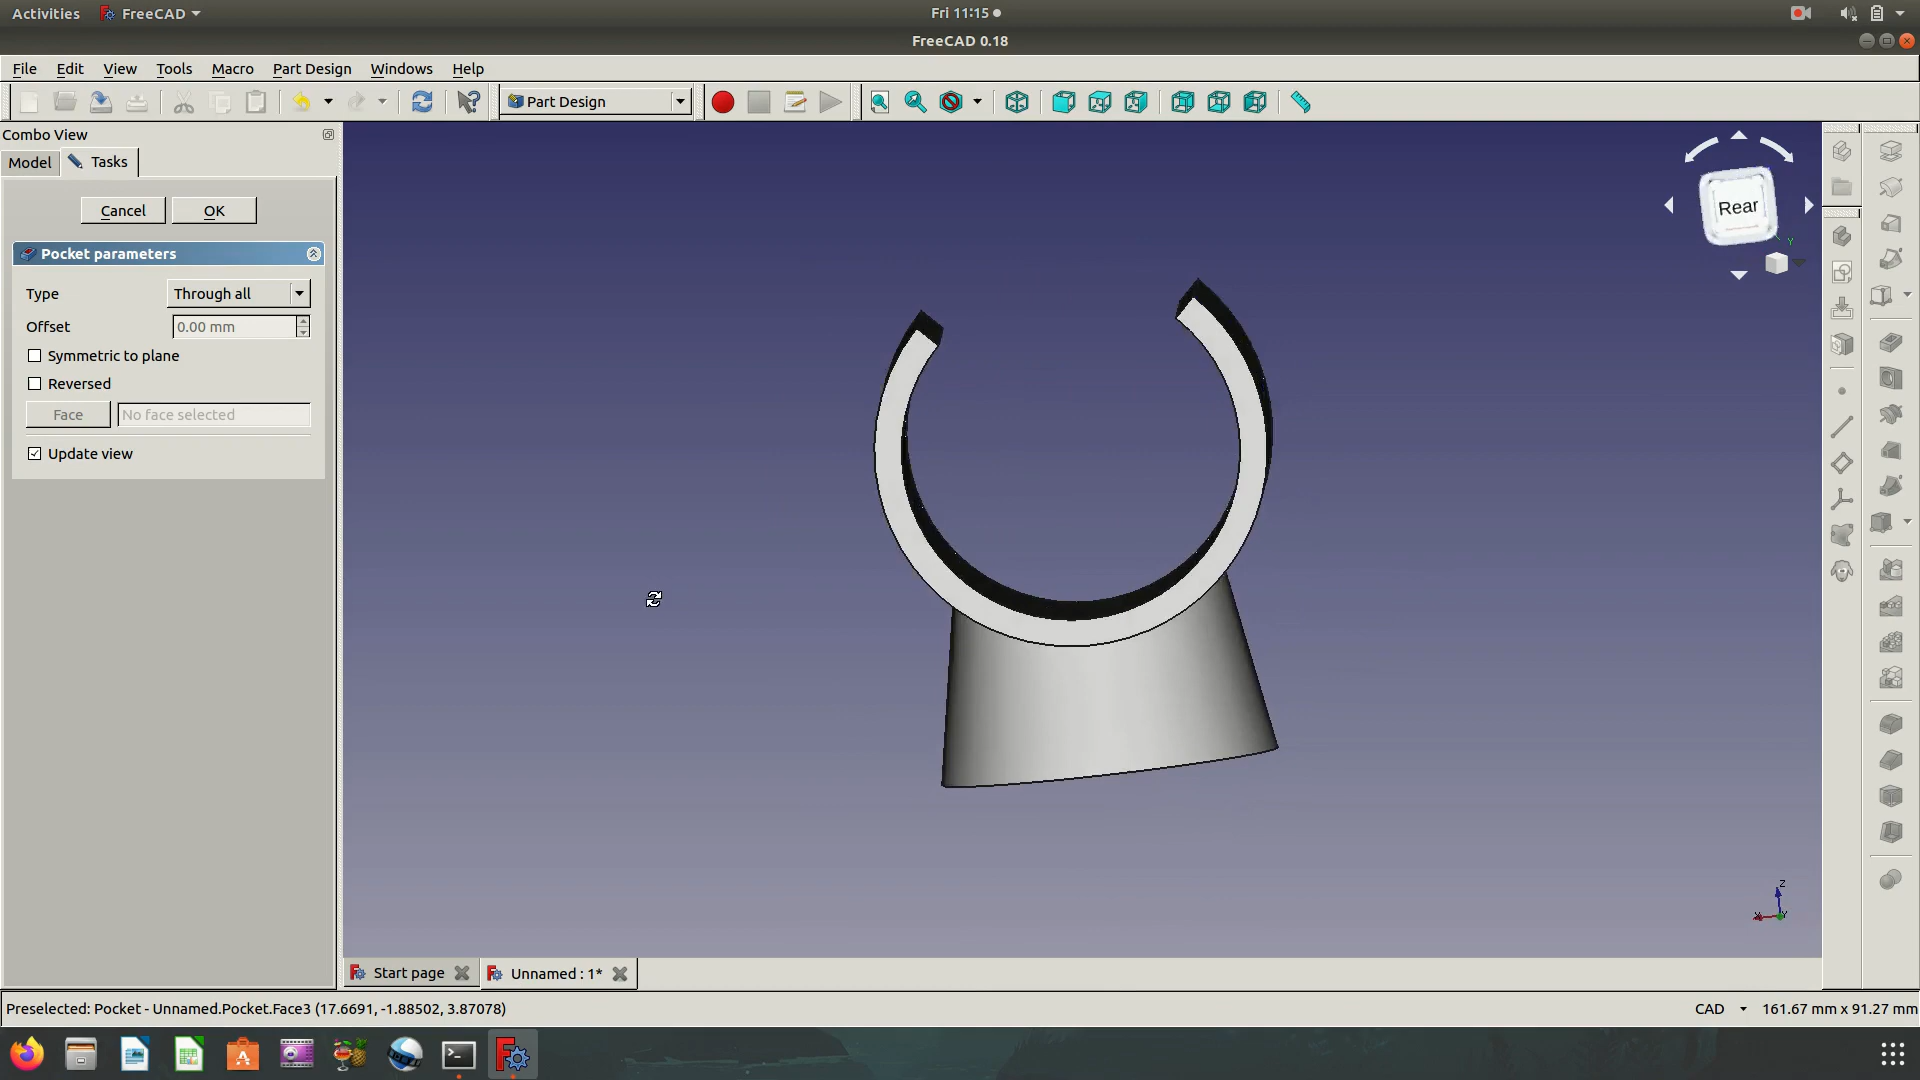 Activities FreeCAD Fri 11:15
FreeCAD 0.18
File Edit View Tools Macro Part Design Windows Help
Part Design
Combo View
Model Tasks
Cancel OK
Pocket parameters
Type Through all
Offset 0.00 mm
Symmetric to plane
Reversed
Face No face selected
Update view
Rear
Y
Z
X Y
Start page Unnamed : 1*
Preselected: Pocket - Unnamed.Pocket.Face3 (17.6691, -1.88502, 3.87078) CAD 161.67 mm x 91.27 mm